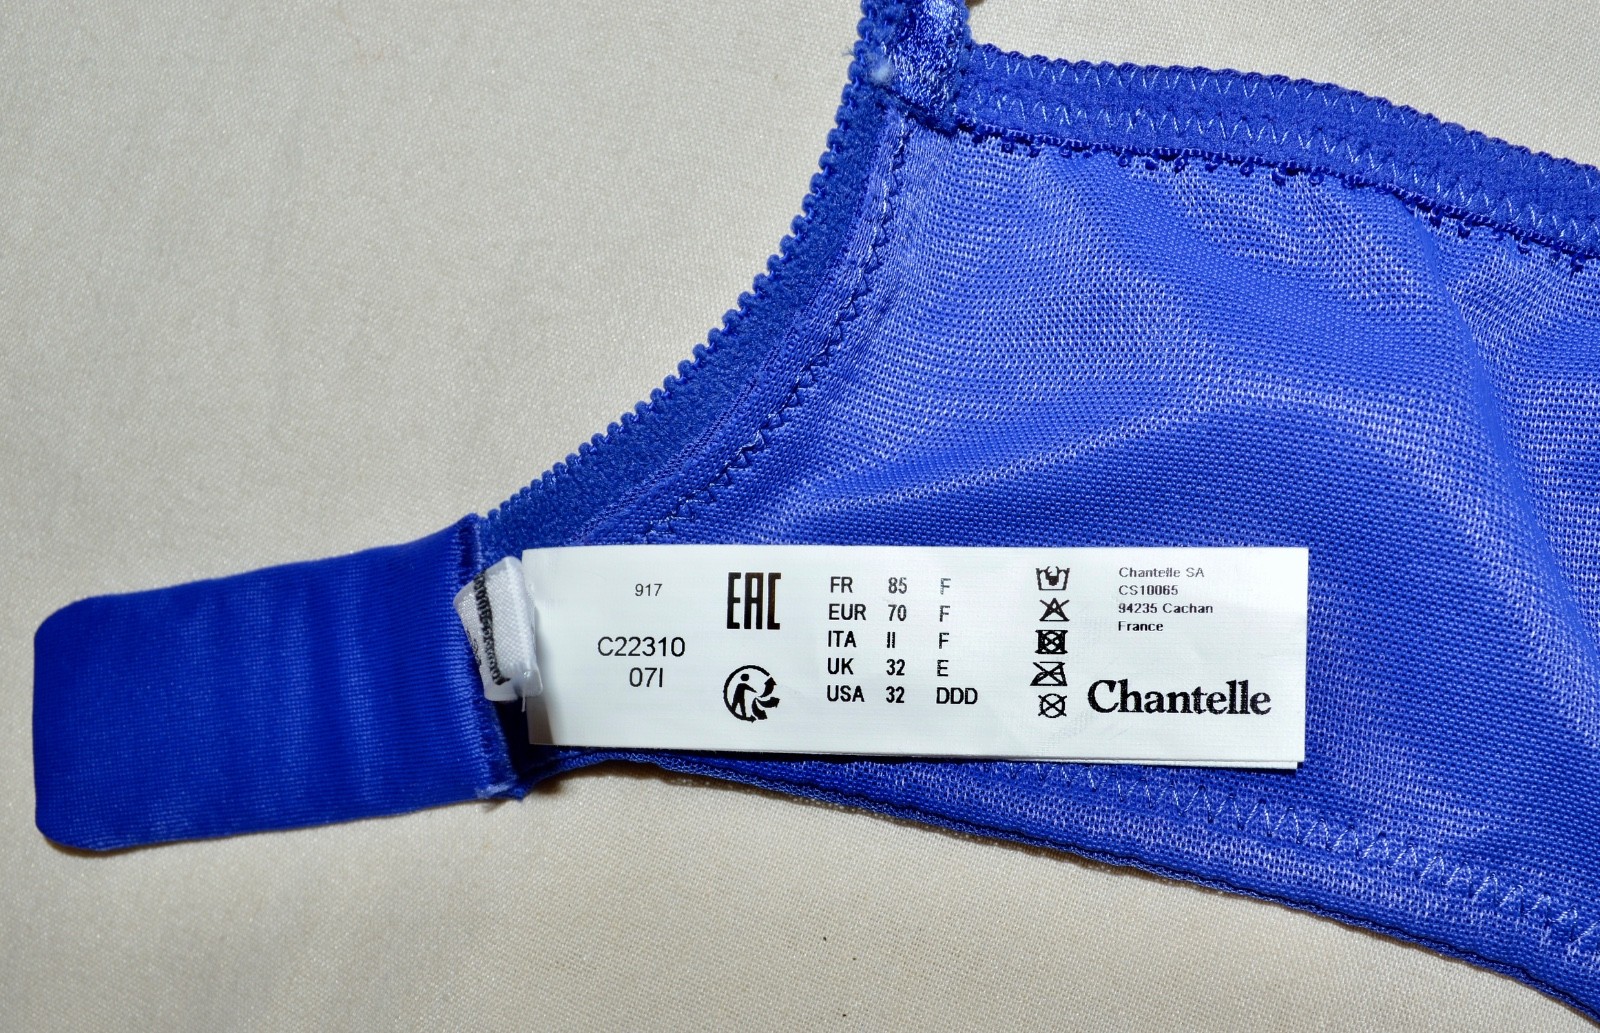 917
C22310
07I
EAC
FR 85 F
EUR 70 F
ITA II F
UK 32 E
USA 32 DDD
Chantelle SA
CS10065
94235 Cachan
France
Chantelle